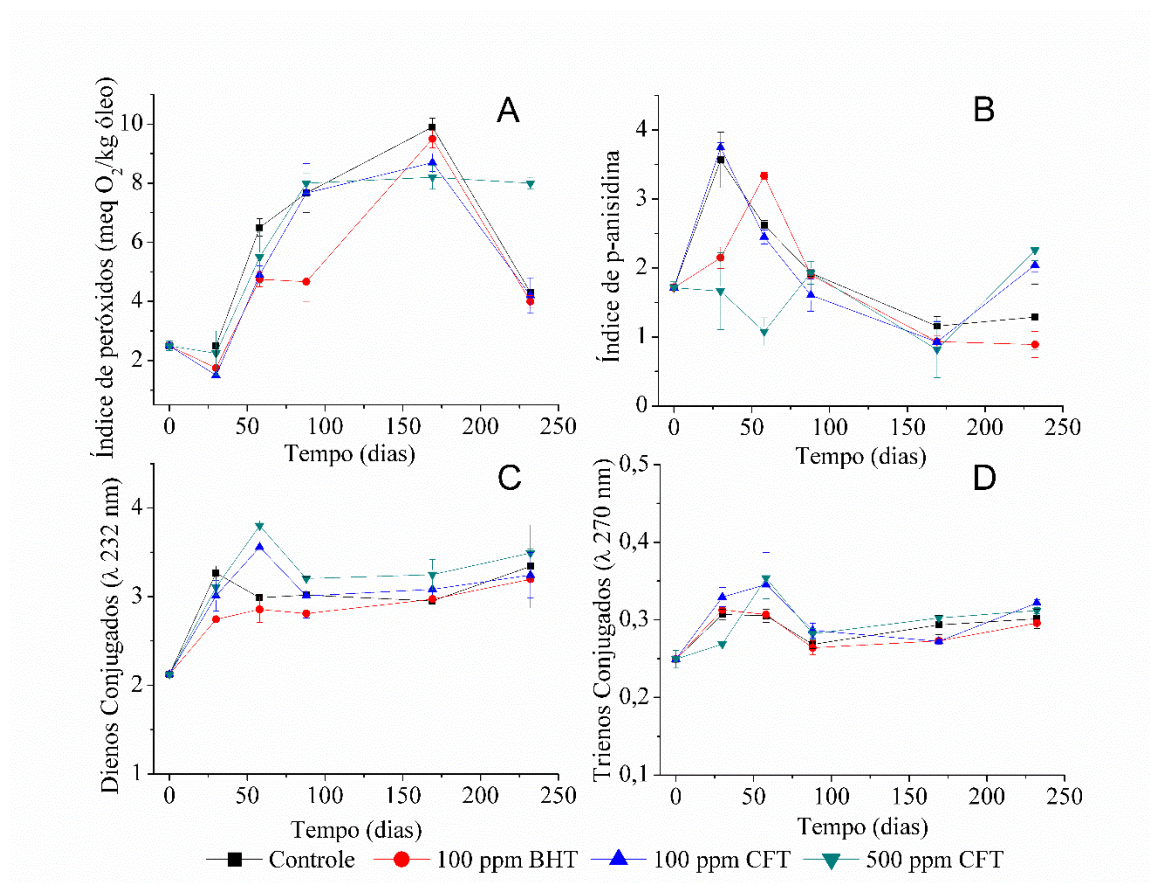 A
Índice de peróxidos (meq O₂/kg óleo)
10
8
6
4
2
0 50 100 150 200 250
Tempo (dias)
B
Índice de p-anisidina
4
3
2
1
0
0 50 100 150 200 250
Tempo (dias)
C
Dienos Conjugados (λ 232 nm)
4
3
2
1
0 50 100 150 200 250
Tempo (dias)
D
Trienos Conjugados (λ 270 nm)
0,5
0,4
0,3
0,2
0,1
0 50 100 150 200 250
Tempo (dias)
Controle 100 ppm BHT 100 ppm CFT 500 ppm CFT